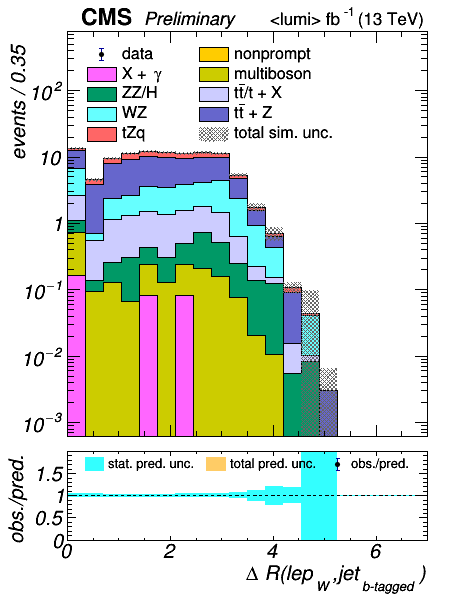 CMS Preliminary <lumi> fb⁻¹ (13 TeV)
events / 0.35
data
nonprompt
X + γ
multiboson
ZZ/H
tt̄/t + X
WZ
tt̄ + Z
tZq
total sim. unc.
10²
10
1
10⁻¹
10⁻²
10⁻³
obs./pred.
stat. pred. unc.
total pred. unc.
obs./pred.
1.5
1
0.5
0
0 2 4 6
Δ R(lep_W,jet_b-tagged)